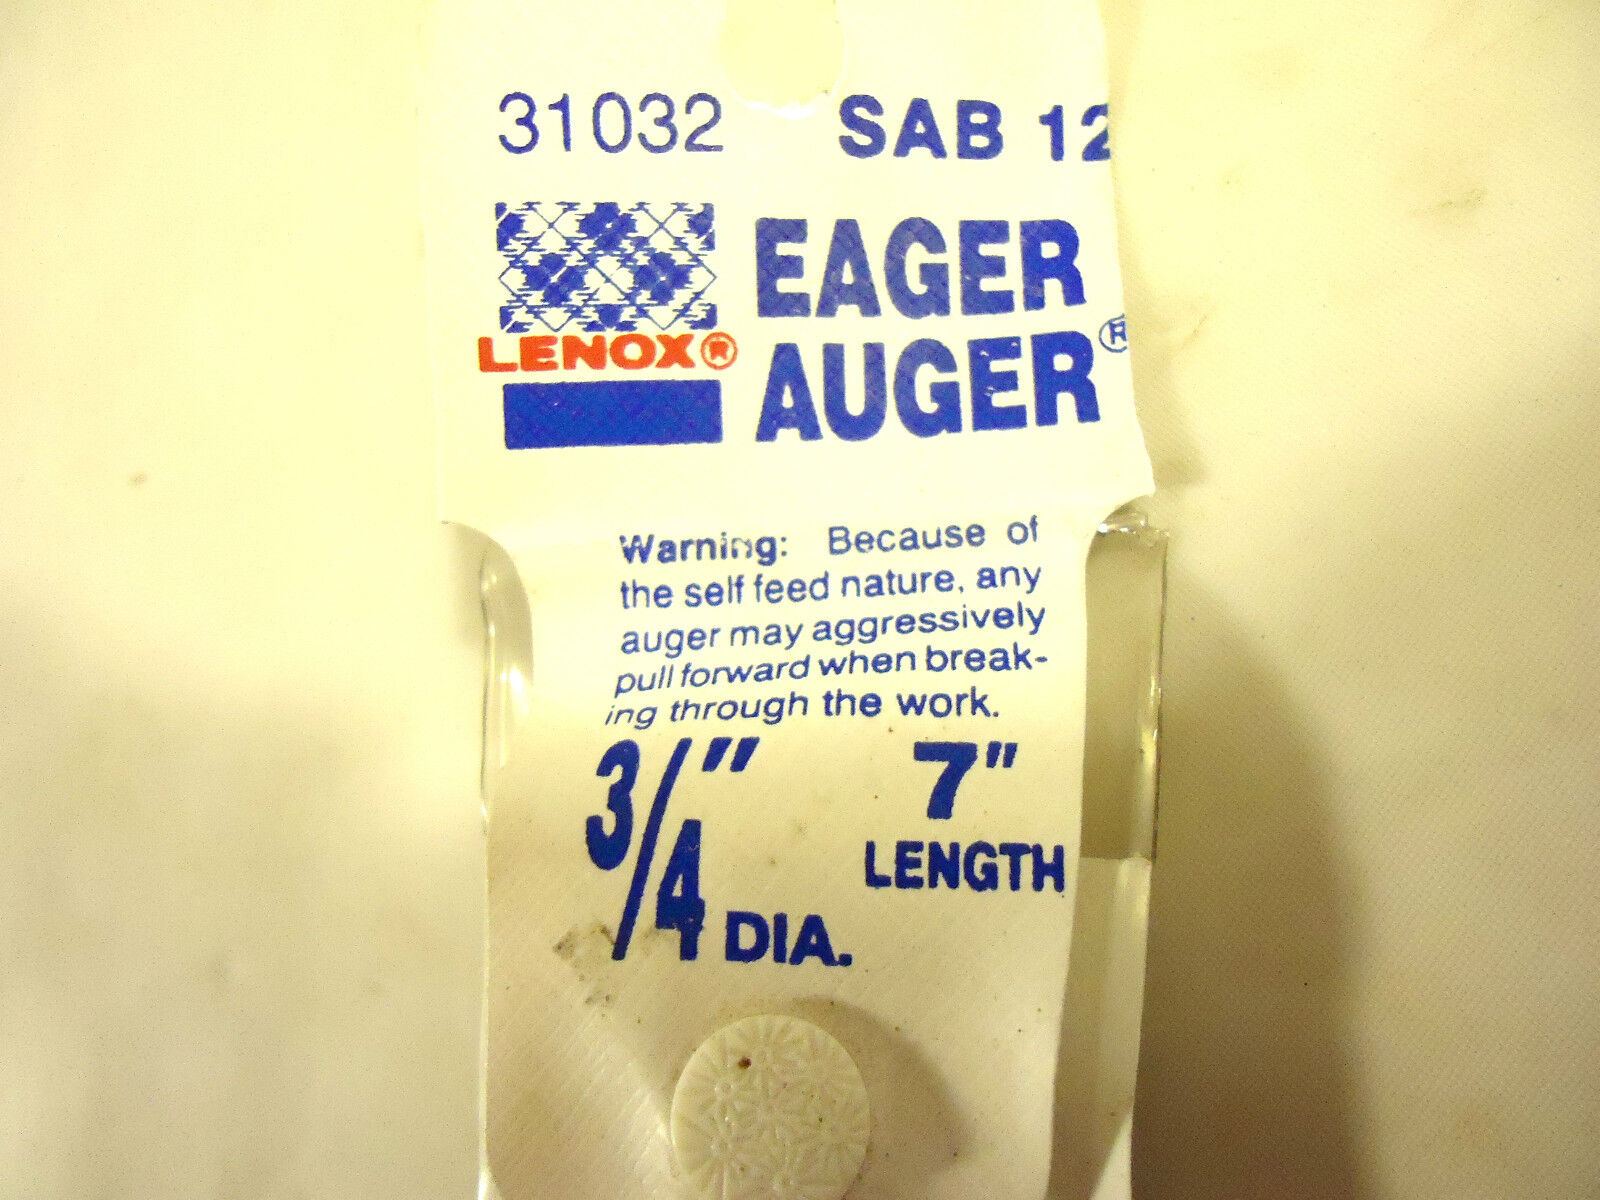 31032 SAB 12
LENOX®
EAGER
AUGER®
Warning: Because of
the self feed nature, any
auger may aggressively
pull forward when break-
ing through the work.
3/4" DIA.
7"
LENGTH